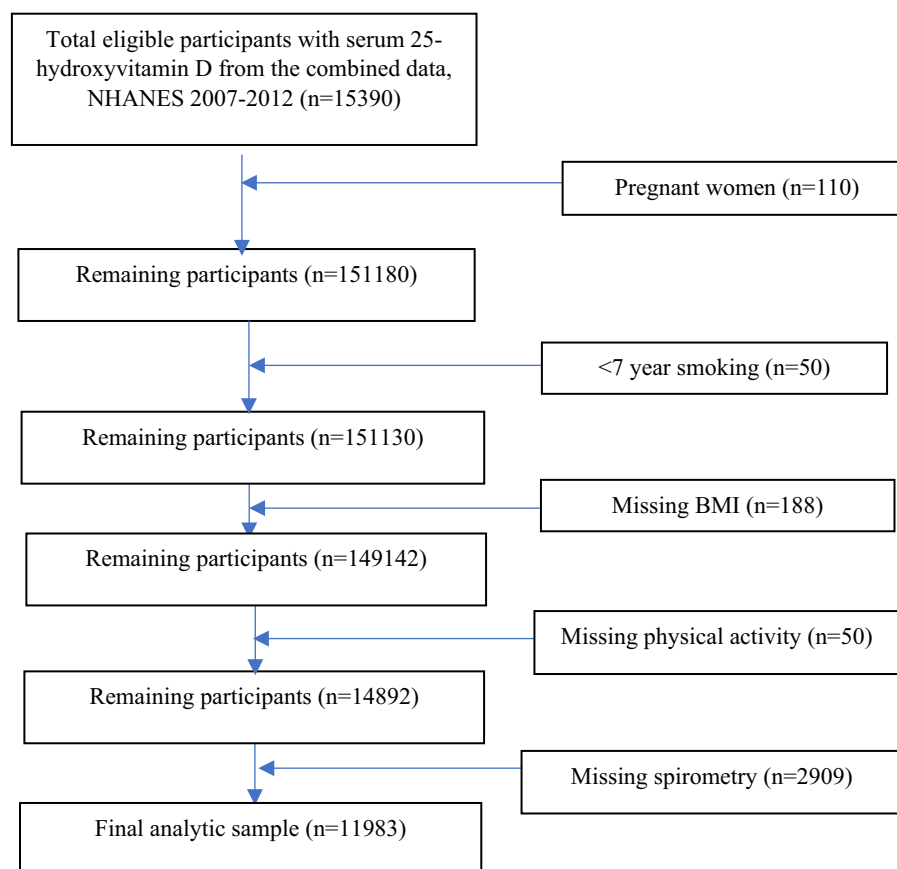 Total eligible participants with serum 25-
hydroxyvitamin D from the combined data,
NHANES 2007-2012 (n=15390)
Pregnant women (n=110)
Remaining participants (n=151180)
<7 year smoking (n=50)
Remaining participants (n=151130)
Missing BMI (n=188)
Remaining participants (n=149142)
Missing physical activity (n=50)
Remaining participants (n=14892)
Missing spirometry (n=2909)
Final analytic sample (n=11983)